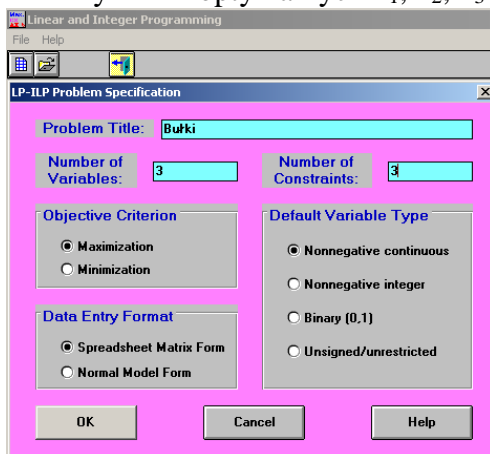 Linear and Integer Programming
File Help
LP-ILP Problem Specification
Problem Title: Bułki
Number of Variables: 3
Number of Constraints: 3
Objective Criterion
Maximization
Minimization
Default Variable Type
Nonnegative continuous
Nonnegative integer
Binary (0,1)
Unsigned/unrestricted
Data Entry Format
Spreadsheet Matrix Form
Normal Model Form
OK Cancel Help